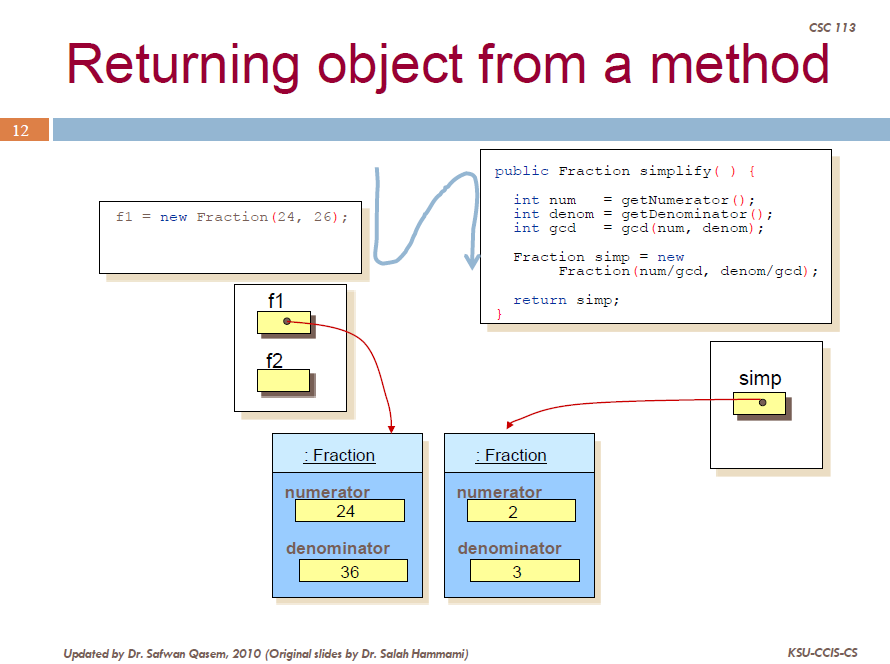 CSC 113
Returning object from a method
12
f1 = new Fraction(24, 26);
public Fraction simplify( ) {
int num = getNumerator();
int denom = getDenominator();
int gcd = gcd(num, denom);
Fraction simp = new
Fraction(num/gcd, denom/gcd);
return simp;
}
f1
f2
simp
: Fraction
numerator
24
denominator
36
: Fraction
numerator
2
denominator
3
Updated by Dr. Safwan Qasem, 2010 (Original slides by Dr. Salah Hammami)
KSU-CCIS-CS